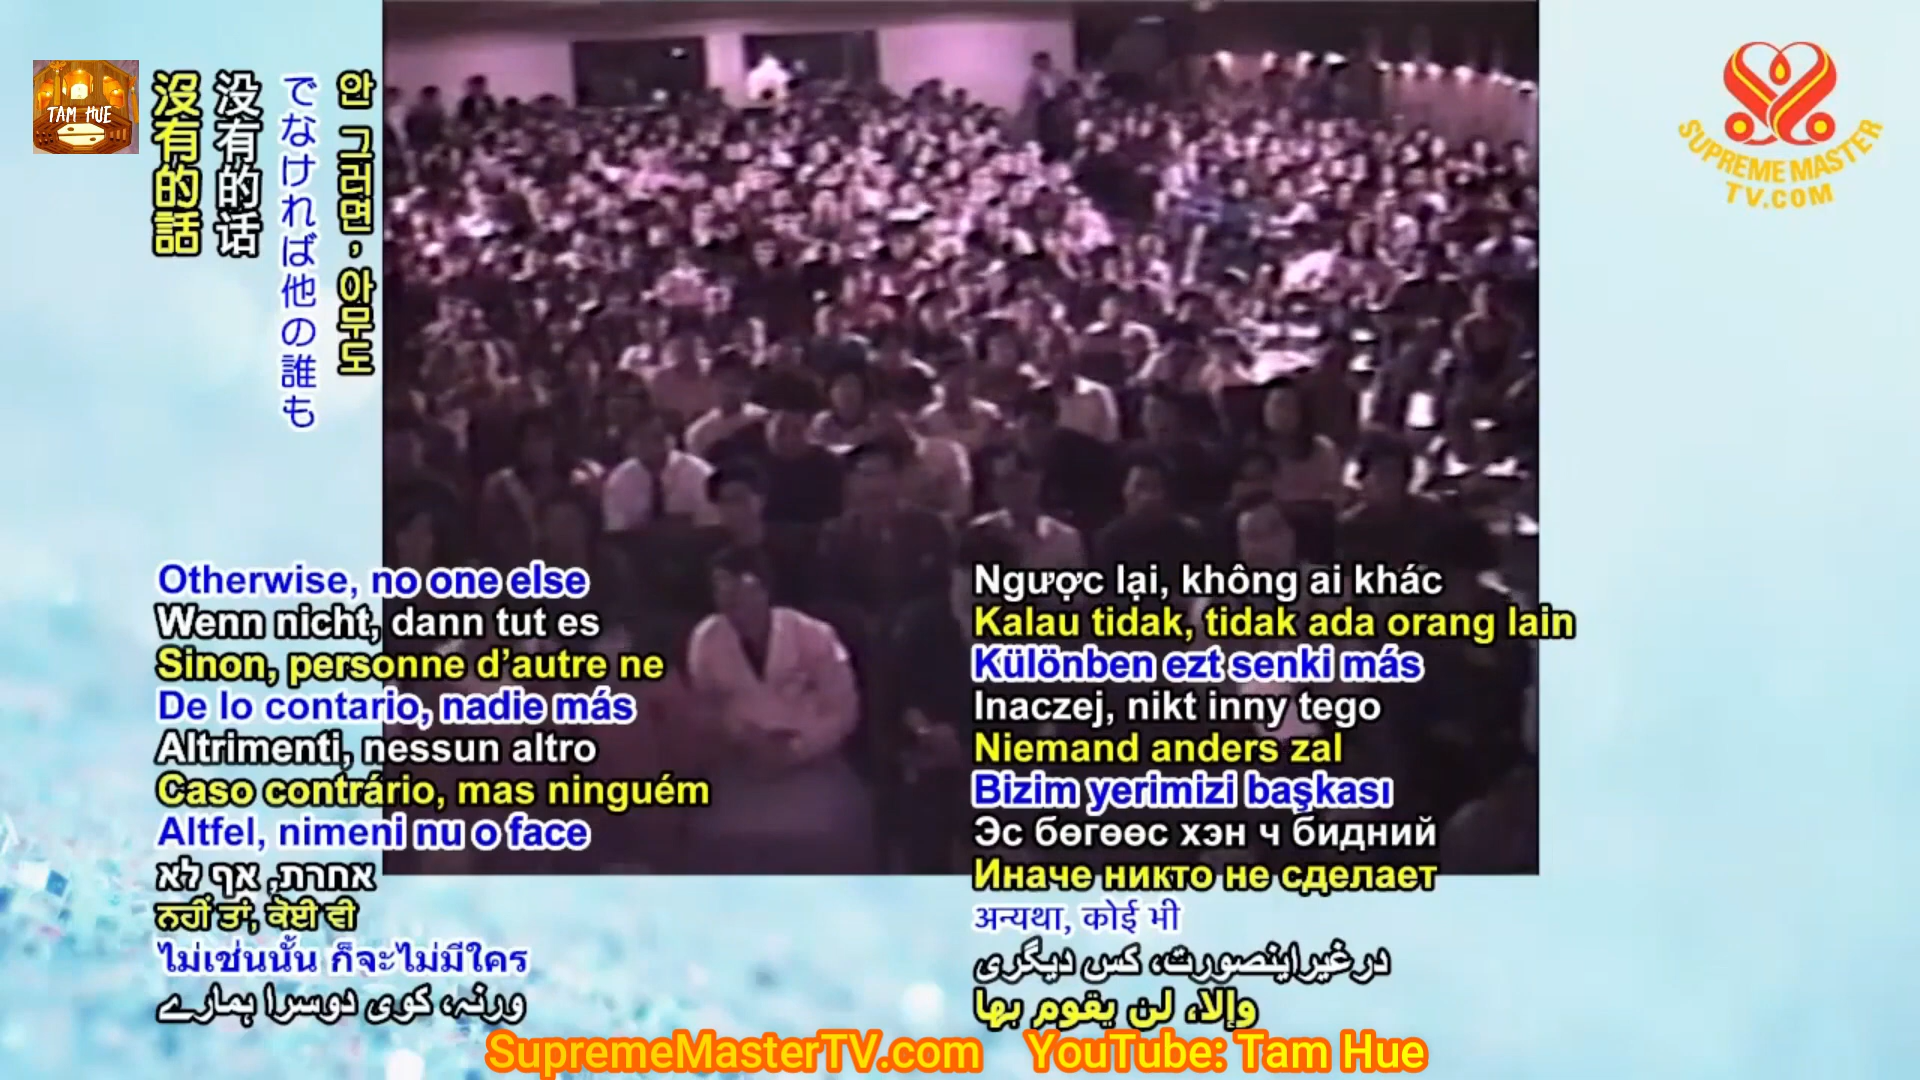 TAM HUE
沒有的話
没有的话
でなければ他の誰も
안 그러면, 아무도
SUPREME MASTER
TV.COM
Otherwise, no one else
Wenn nicht, dann tut es
Sinon, personne d’autre ne
De lo contario, nadie más
Altrimenti, nessun altro
Caso contrário, mas ninguém
Altfel, nimeni nu o face
אחרת, אף לא
ਨਹੀਂ ਤਾਂ, ਕੋਈ ਵੀ
ไม่เช่นนั้น ก็จะไม่มีใคร
ورنہ، کوی دوسرا ہمارے
Ngược lại, không ai khác
Kalau tidak, tidak ada orang lain
Különben ezt senki más
Inaczej, nikt inny tego
Niemand anders zal
Bizim yerimizi başkası
Эс бөгөөс хэн ч бидний
Иначе никто не сделает
अन्यथा, कोई भी
درغیراینصورت، کس دیگری
وإلا، لن يقوم بها
SupremeMasterTV.com YouTube: Tam Hue